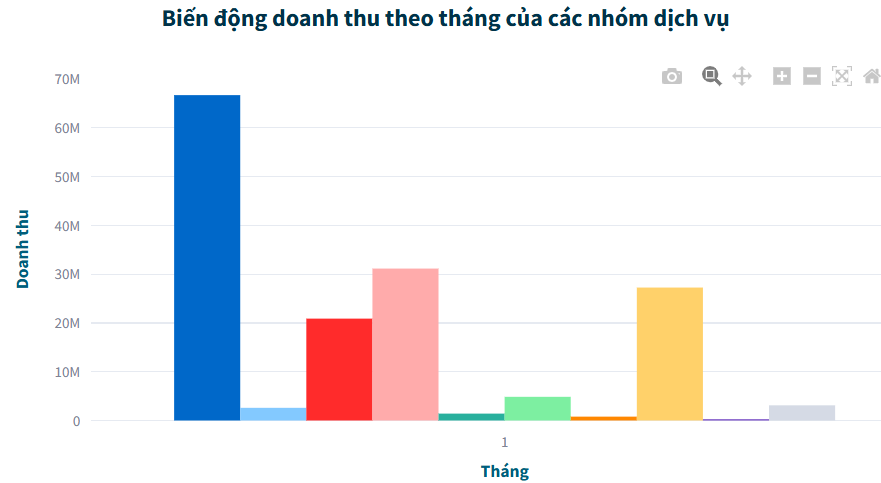 Biến động doanh thu theo tháng của các nhóm dịch vụ
70M
60M
50M
40M
30M
20M
10M
0
Doanh thu
1
Tháng